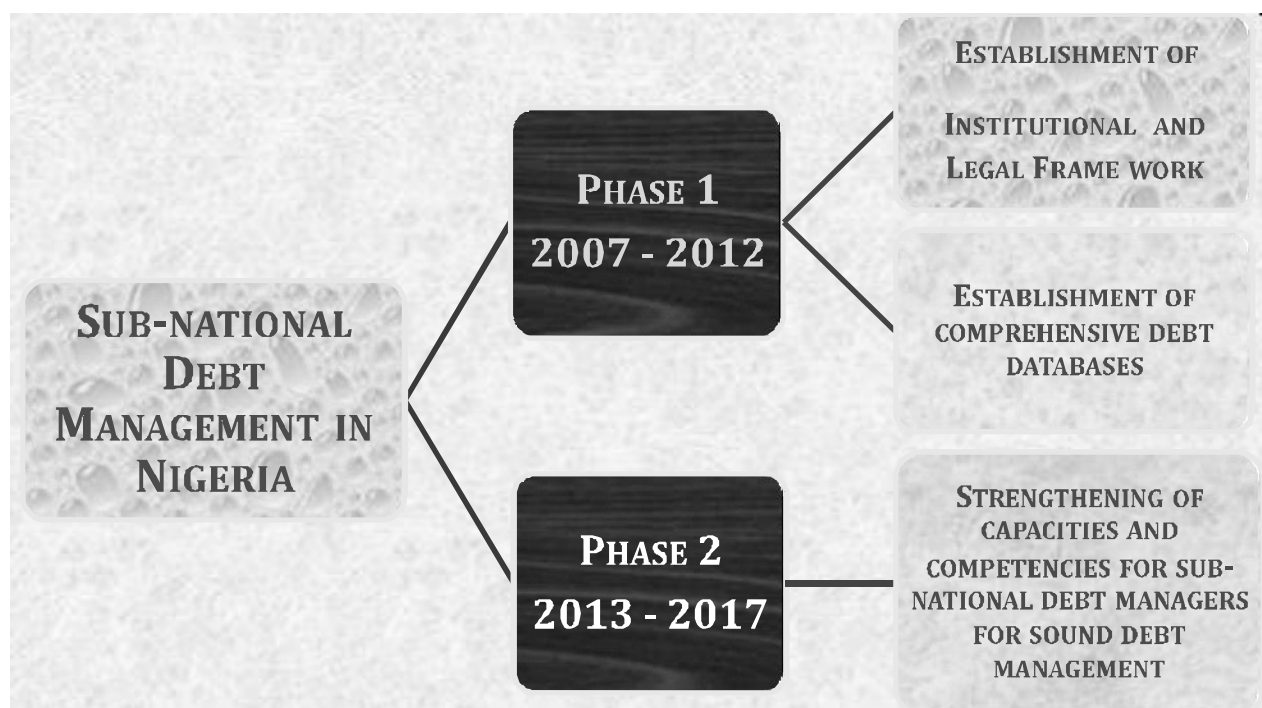 SUB-NATIONAL
DEBT
MANAGEMENT IN
NIGERIA
PHASE 1
2007 - 2012
ESTABLISHMENT OF
INSTITUTIONAL AND
LEGAL FRAME WORK
ESTABLISHMENT OF
COMPREHENSIVE DEBT
DATABASES
PHASE 2
2013 - 2017
STRENGTHENING OF
CAPACITIES AND
COMPETENCIES FOR SUB-
NATIONAL DEBT MANAGERS
FOR SOUND DEBT
MANAGEMENT